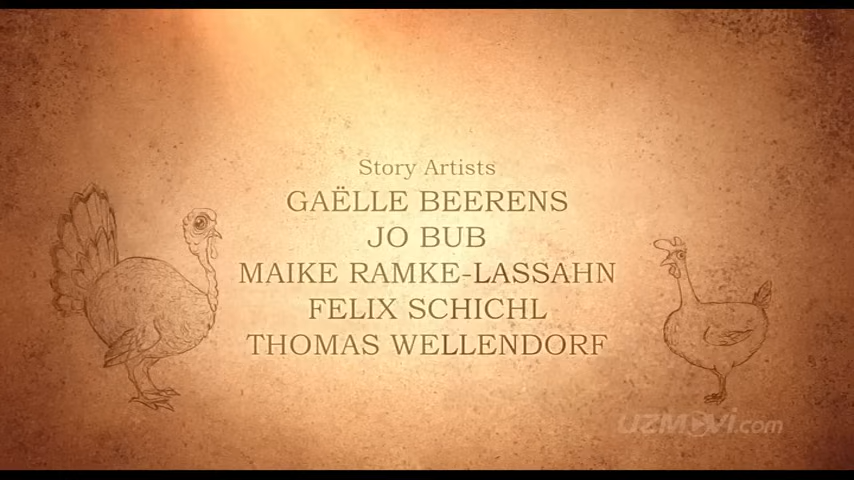 Story Artists
GAËLLE BEERENS
JO BUB
MAIKE RAMKE-LASSAHN
FELIX SCHICHL
THOMAS WELLENDORF
UZMOVi.com